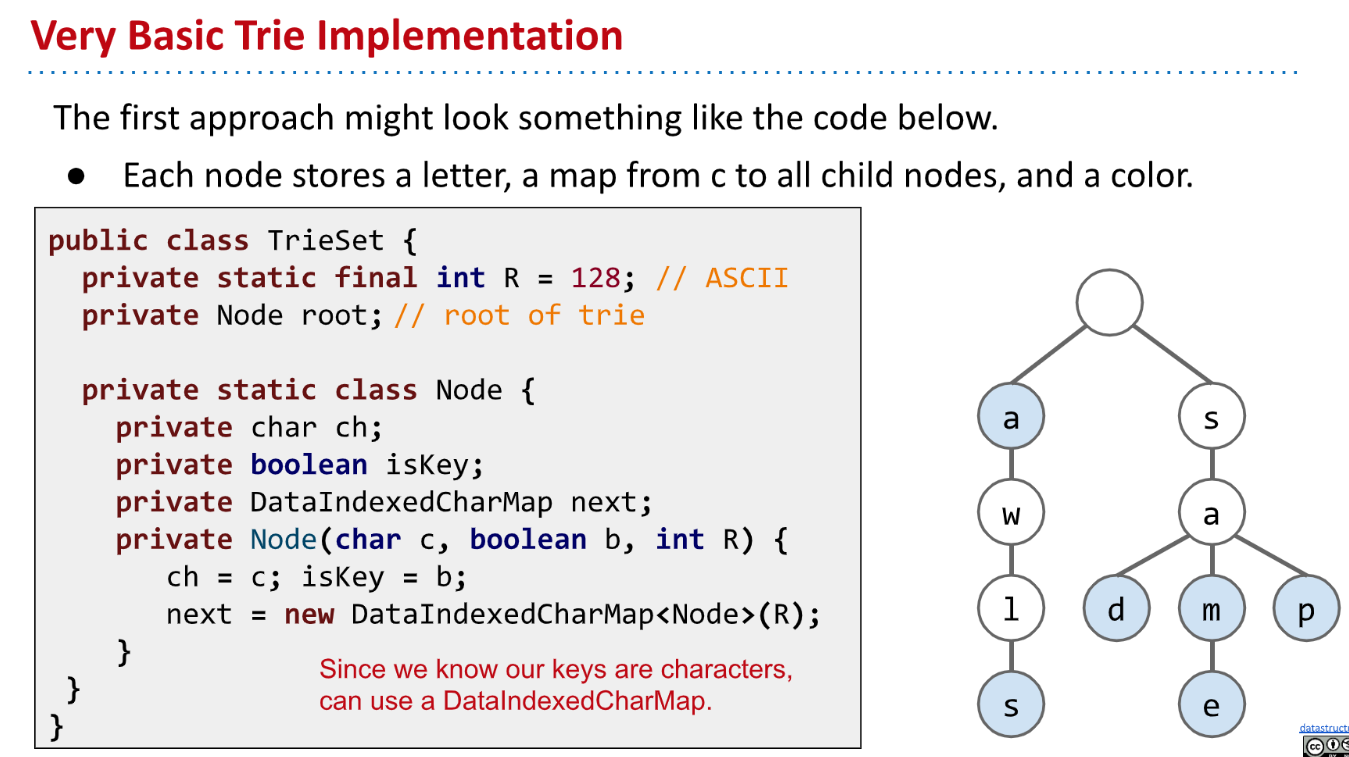 Very Basic Trie Implementation
The first approach might look something like the code below.
● Each node stores a letter, a map from c to all child nodes, and a color.
public class TrieSet {
  private static final int R = 128; // ASCII
  private Node root; // root of trie

  private static class Node {
    private char ch;
    private boolean isKey;
    private DataIndexedCharMap next;
    private Node(char c, boolean b, int R) {
       ch = c; isKey = b;
       next = new DataIndexedCharMap<Node>(R);
    }
  }
}
Since we know our keys are characters,
can use a DataIndexedCharMap.
a s
w a
l d m p
s e
cc